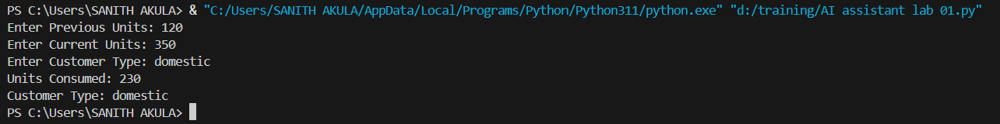 PS C:\Users\SANITH AKULA> & "C:/Users/SANITH AKULA/AppData/Local/Programs/Python/Python311/python.exe" "d:/training/AI assistant lab 01.py"
Enter Previous Units: 120
Enter Current Units: 350
Enter Customer Type: domestic
Units Consumed: 230
Customer Type: domestic
PS C:\Users\SANITH AKULA>